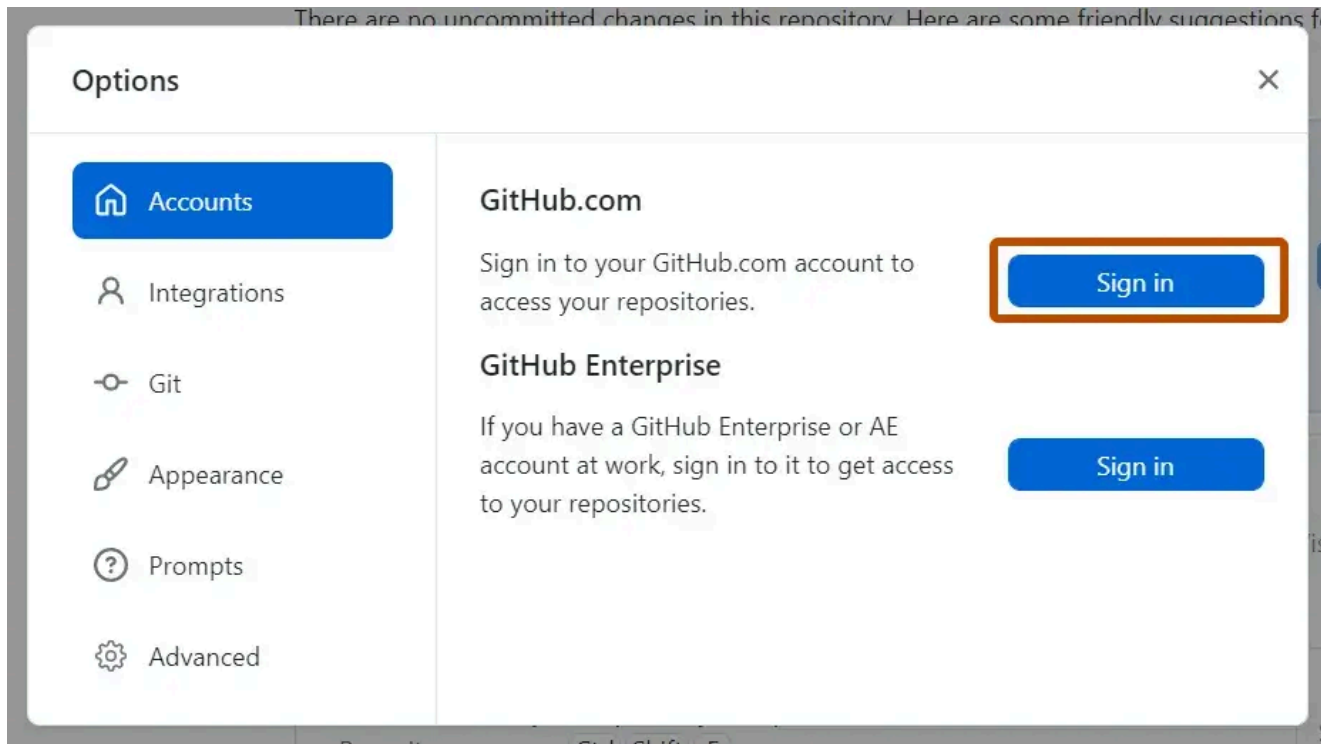 There are no uncommitted changes in this repository. Here are some friendly suggestions
Options
Accounts
Integrations
Git
Appearance
Prompts
Advanced
GitHub.com
Sign in to your GitHub.com account to
access your repositories.
Sign in
GitHub Enterprise
If you have a GitHub Enterprise or AE
account at work, sign in to it to get access
to your repositories.
Sign in